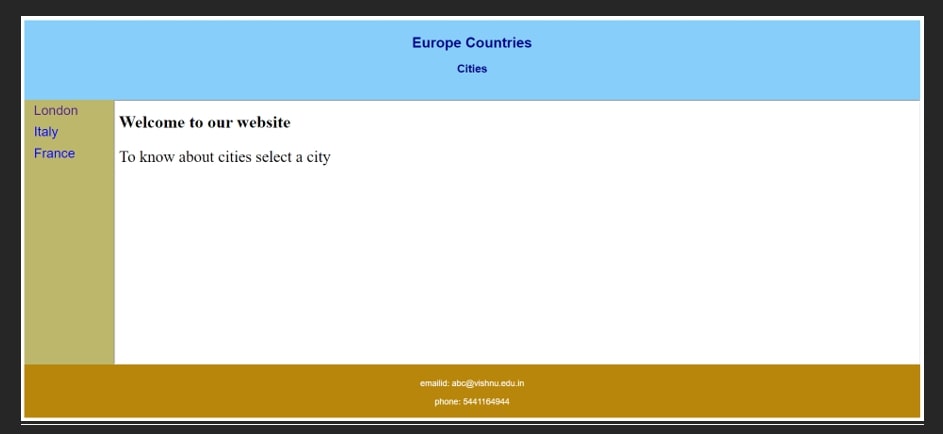 Europe Countries
Cities
London
Italy
France
Welcome to our website
To know about cities select a city
emailid: abc@vishnu.edu.in
phone: 5441164944